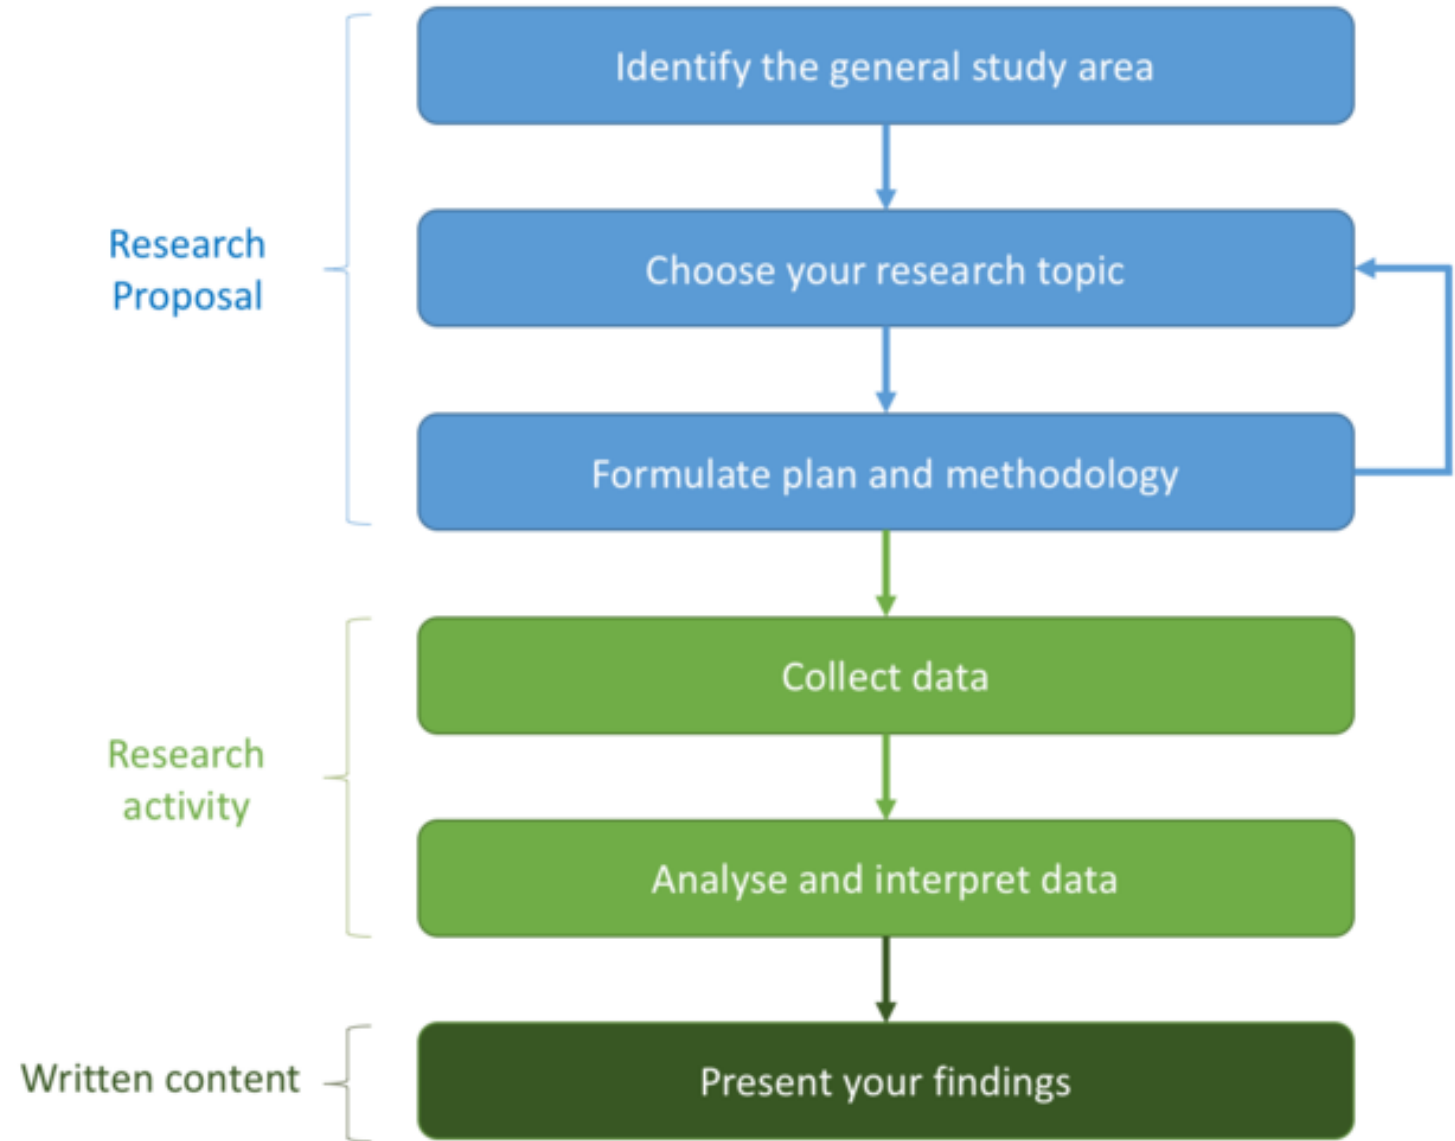 Identify the general study area
Choose your research topic
Research
Proposal
Formulate plan and methodology
Collect data
Research
activity
Analyse and interpret data
Written content
Present your findings